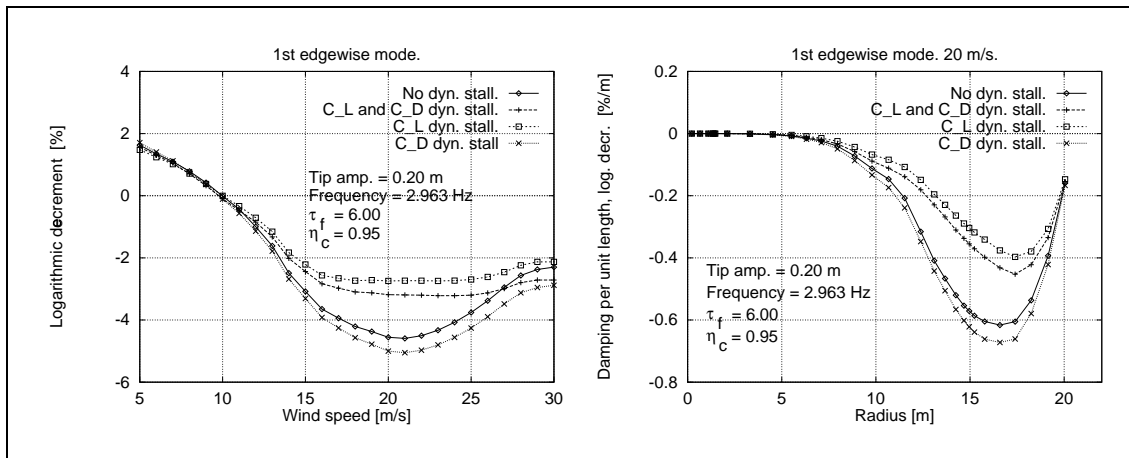 1st edgewise mode.
Logarithmic decrement [%]
4
2
0
-2
-4
-6
No dyn. stall.
C_L and C_D dyn. stall.
C_L dyn. stall.
C_D dyn. stall
Tip amp. = 0.20 m
Frequency = 2.963 Hz
τ_f = 6.00
η_c = 0.95
5 10 15 20 25 30
Wind speed [m/s]
1st edgewise mode. 20 m/s.
Damping per unit length, log. decr. [%/m]
0.2
0
-0.2
-0.4
-0.6
-0.8
No dyn. stall.
C_L and C_D dyn. stall.
C_L dyn. stall.
C_D dyn. stall
Tip amp. = 0.20 m
Frequency = 2.963 Hz
τ_f = 6.00
η_c = 0.95
0 5 10 15 20
Radius [m]